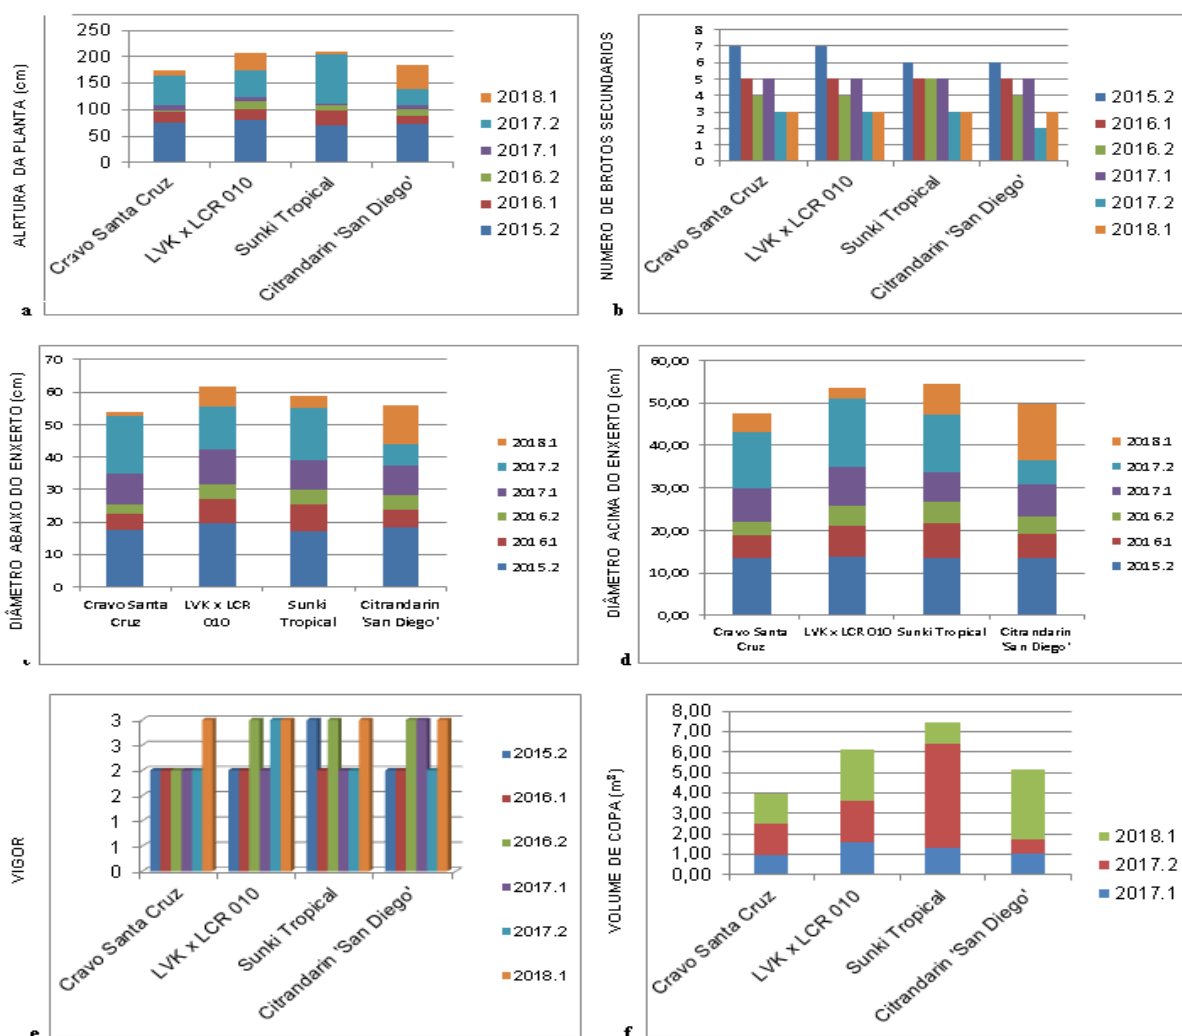 ALRTURA DA PLANTA (cm)
250
200
150
100
50
0
Cravo Santa Cruz
LVK x LCR 010
Sunki Tropical
Citrandarin 'San Diego'
2018.1
2017.2
2017.1
2016.2
2016.1
2015.2
a
NUMERO DE BROTOS SECUNDARIOS
8
7
6
5
4
3
2
1
0
Cravo Santa Cruz
LVK x LCR 010
Sunki Tropical
Citrandarin 'San Diego'
2015.2
2016.1
2016.2
2017.1
2017.2
2018.1
b
DIÂMETRO ABAIXO DO ENXERTO (cm)
70
60
50
40
30
20
10
0
Cravo Santa Cruz
LVK x LCR 010
Sunki Tropical
Citrandarin 'San Diego'
2018.1
2017.2
2017.1
2016.2
2016.1
2015.2
c
DIÂMETRO ACIMA DO ENXERTO (cm)
60,00
50,00
40,00
30,00
20,00
10,00
0,00
Cravo Santa Cruz
LVK x LCR 010
Sunki Tropical
Citrandarin 'San Diego'
2018.1
2017.2
2017.1
2016.2
2016.1
2015.2
d
VIGOR
3
3
2
2
1
1
0
Cravo Santa Cruz
LVK x LCR 010
Sunki Tropical
Citrandarin 'San Diego'
2015.2
2016.1
2016.2
2017.1
2017.2
2018.1
e
VOLUME DE COPA (m²)
8,00
7,00
6,00
5,00
4,00
3,00
2,00
1,00
0,00
Cravo Santa Cruz
LVK x LCR 010
Sunki Tropical
Citrandarin 'San Diego'
2018.1
2017.2
2017.1
f